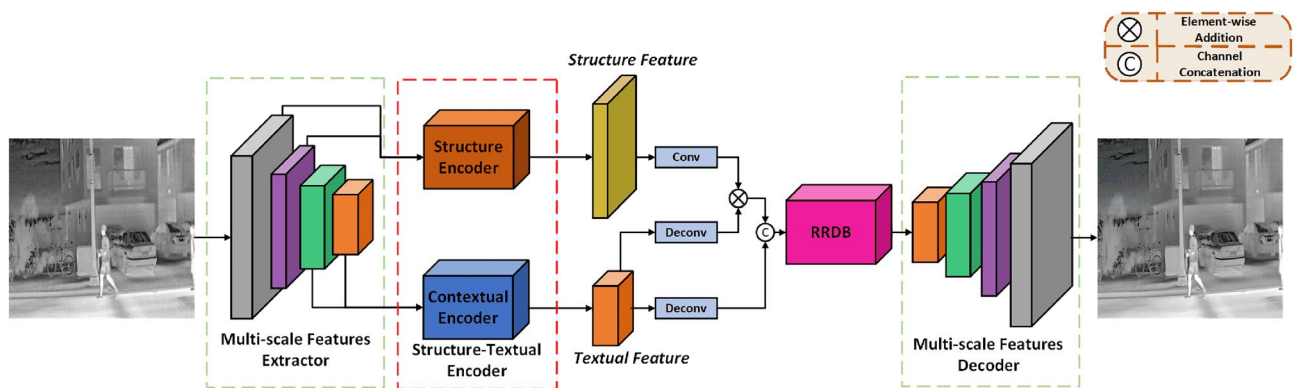 Element-wise
Addition
C
Channel
Concatenation
Structure Feature
Structure
Encoder
Conv
Deconv
C
RRDB
Contextual
Encoder
Deconv
Multi-scale Features
Extractor
Structure-Textual
Encoder
Textual Feature
Multi-scale Features
Decoder